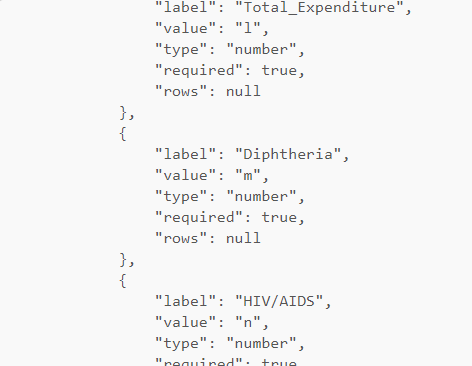 "label": "Total_Expenditure",
"value": "l",
"type": "number",
"required": true,
"rows": null
},
{
"label": "Diphtheria",
"value": "m",
"type": "number",
"required": true,
"rows": null
},
{
"label": "HIV/AIDS",
"value": "n",
"type": "number",
"required": true